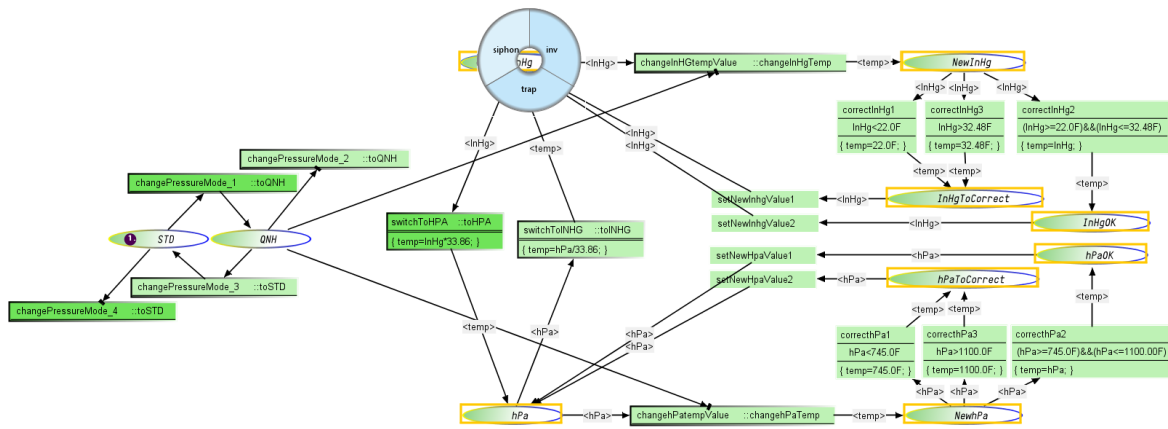 siphon
inv
trap
nHg
<InHg>
changeInHGtempValue ::changeInHgTemp
<temp>
NewInHg
<InHg>
<InHg>
<InHg>
correctInHg1
InHg<22.0F
{ temp=22.0F; }
correctInHg3
InHg>32.48F
{ temp=32.48F; }
correctInHg2
(InHg>=22.0F)&&(InHg<=32.48F)
{ temp=InHg; }
<InHg>
<temp>
<InHg>
<InHg>
<temp>
<temp>
<temp>
changePressureMode_2 ::toQNH
changePressureMode_1 ::toQNH
setNewInhgValue1
<InHg>
InHgToCorrect
switchToHPA ::toHPA
{ temp=InHg*33.86; }
switchToINHG ::toINHG
{ temp=hPa/33.86; }
setNewInhgValue2
<InHg>
InHgOK
1
STD
QNH
setNewHpaValue1
<hPa>
hPaOK
setNewHpaValue2
<hPa>
hPaToCorrect
changePressureMode_3 ::toSTD
changePressureMode_4 ::toSTD
<temp>
<temp>
<temp>
<temp>
<hPa>
<hPa>
correcthPa1
hPa<745.0F
{ temp=745.0F; }
correcthPa3
hPa>1100.0F
{ temp=1100.0F; }
correcthPa2
(hPa>=745.0F)&&(hPa<=1100.00F)
{ temp=hPa; }
<hPa>
<hPa>
<hPa>
<hPa>
hPa
<hPa>
changehPatempValue ::changehPaTemp
<temp>
NewhPa